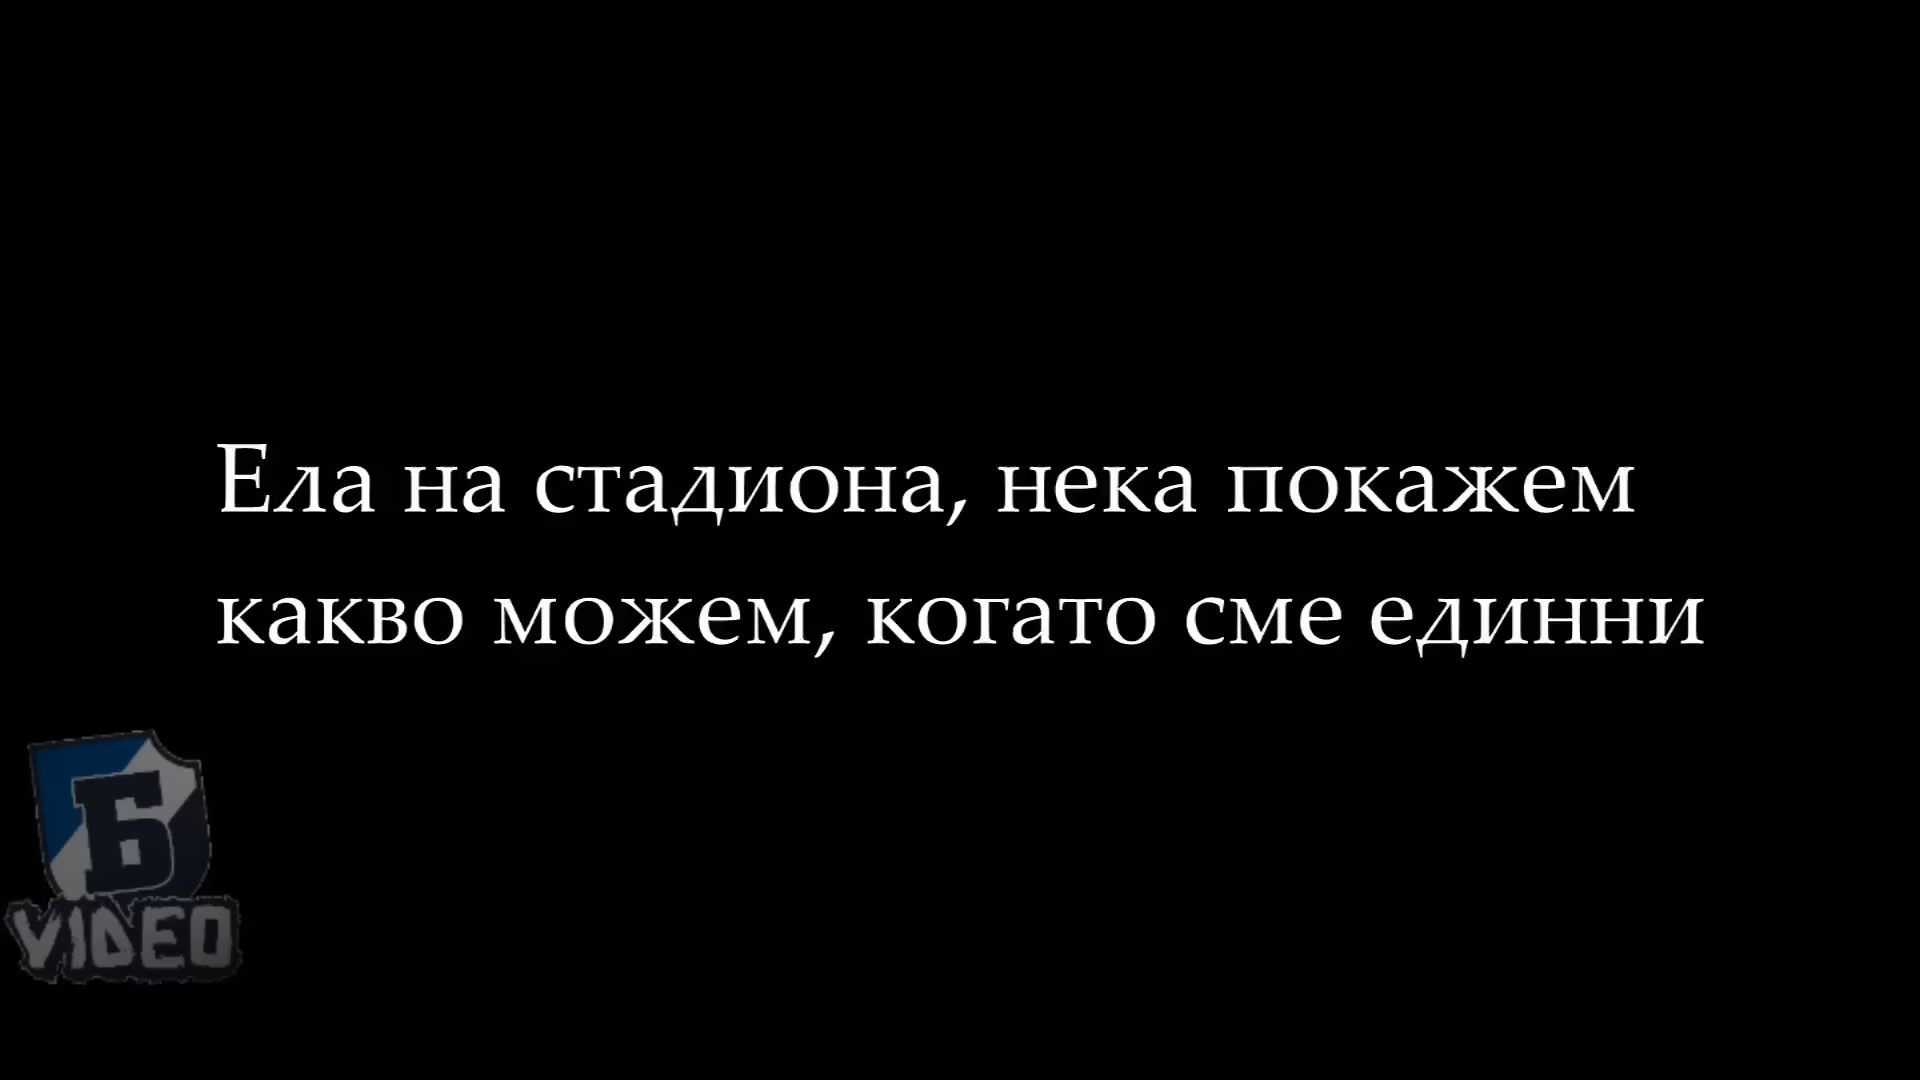 Ела на стадиона, нека покажем
какво можем, когато сме единни
Б
VIDEO